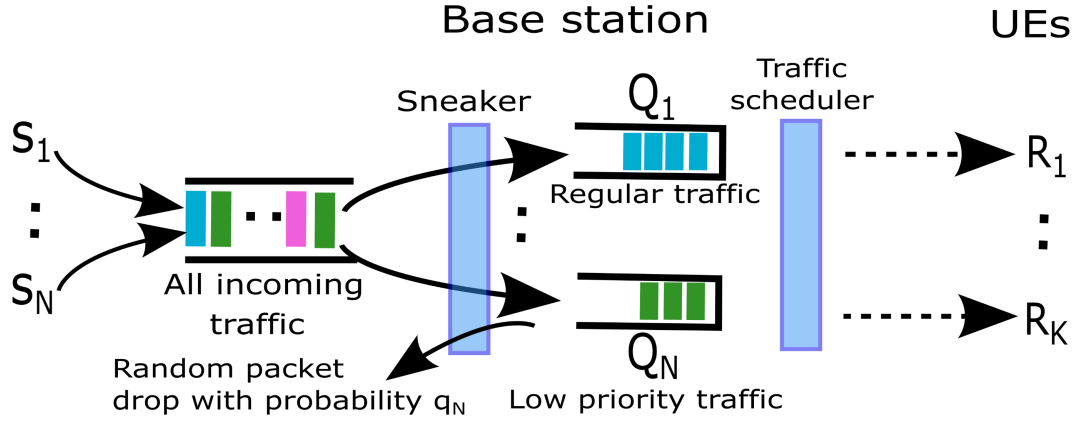 Base station
UEs
Sneaker
Traffic
scheduler
S1
SN
All incoming
traffic
Q1
Regular traffic
QN
Low priority traffic
Random packet
drop with probability qN
R1
RK